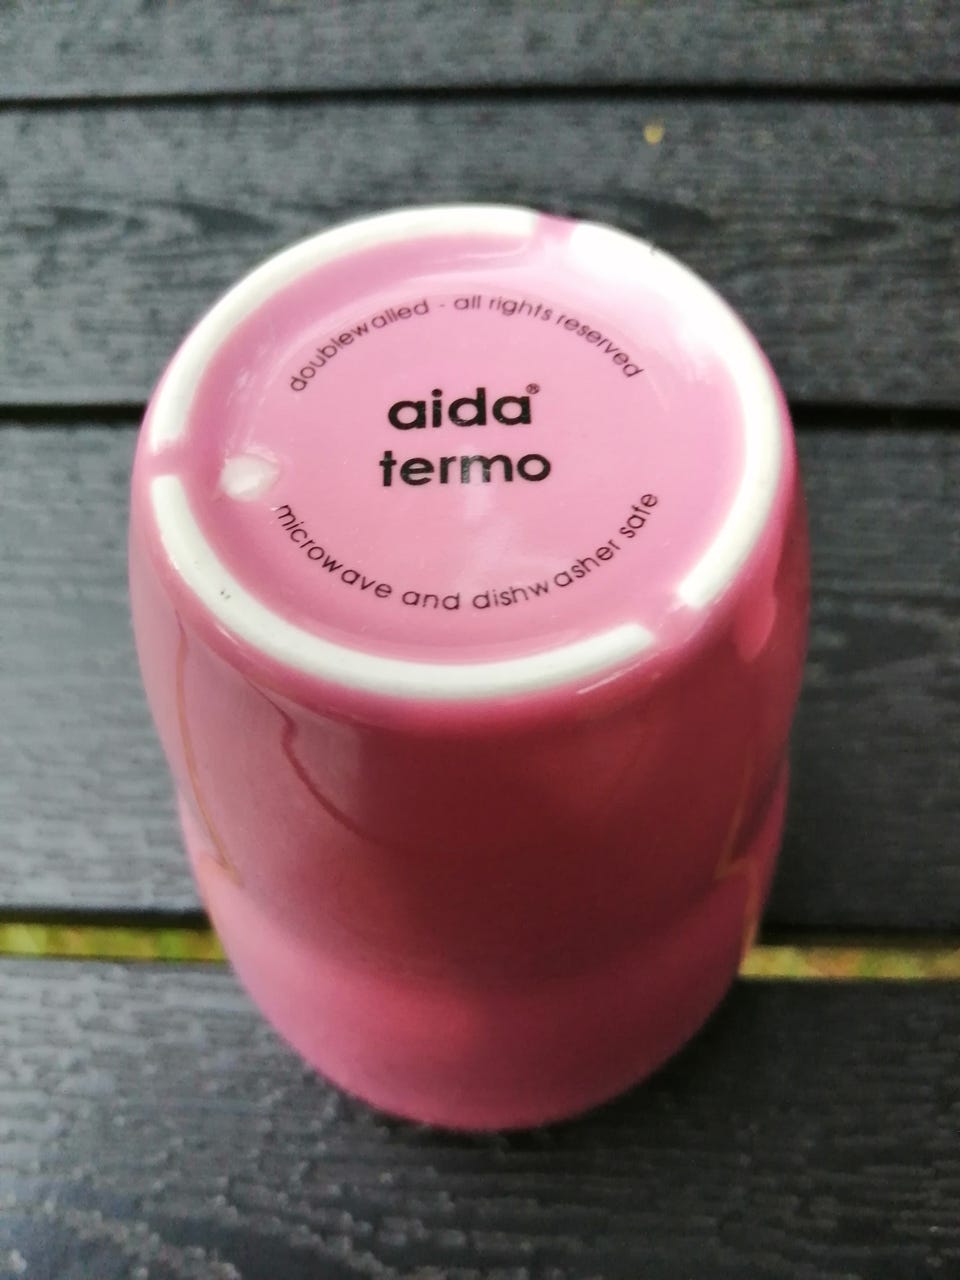 doublewalled - all rights reserved
aida®
termo
microwave and dishwasher safe